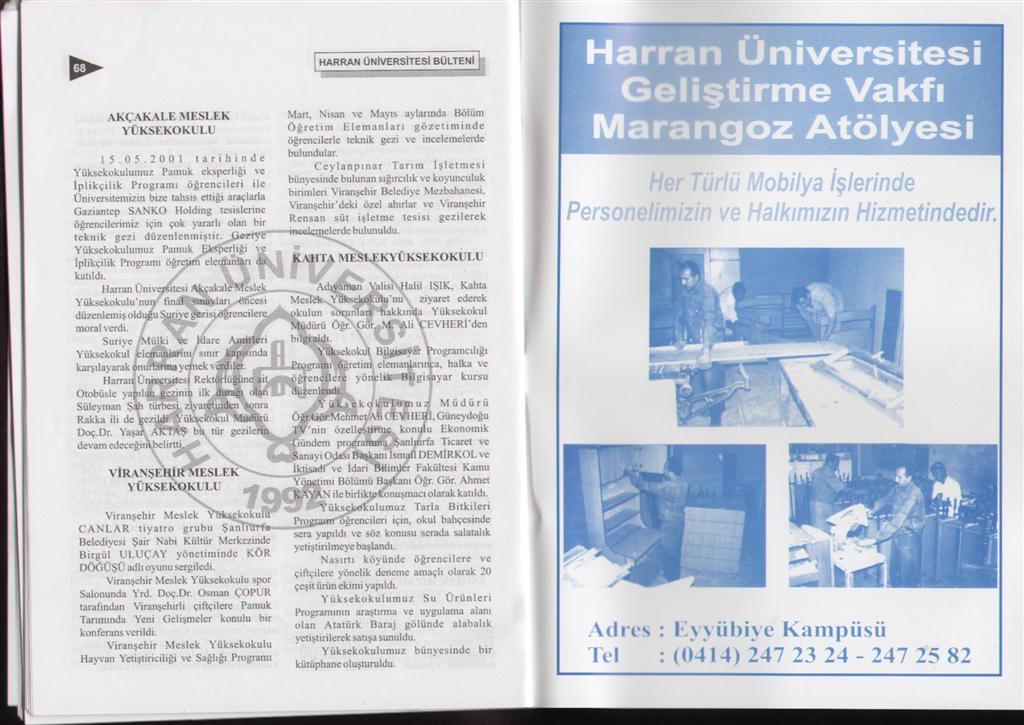 68
HARRAN ÜNİVERSİTESİ BÜLTENİ
AKÇAKALE MESLEK
YÜKSEKOKULU
15.05.2001 tarihinde
Yüksekokulumuz Pamuk eksperliği ve
İplikçilik Programı öğrencileri ile
Üniversitemizin bize tahsis ettiği araçlarla
Gaziantep SANKO Holding tesislerine
öğrencilerimiz için çok yararlı olan bir
teknik gezi düzenlenmiştir. Geziye
Yüksekokulumuz Pamuk Eksperliği ve
İplikçilik Programı öğretim elemanları da
katıldı.
Harran Üniversitesi Akçakale Meslek
Yüksekokulu'nun final sınavları öncesi
düzenlemiş olduğu Suriye gezisi öğrencilere
moral verdi.
Suriye Mülki ve İdare Amirleri
Yüksekokul elemanlarını sınır kapısında
karşılayarak onurlarına yemek verdiler.
Harran Üniversitesi Rektörlüğüne ait
Otobüsle yapılan gezinin ilk durağı olan
Süleyman Şah türbesi ziyaretinden sonra
Rakka ili de gezildi. Yüksekokul Müdürü
Doç.Dr. Yaşar AKTAŞ bu tür gezilerin
devam edeceğini belirtti.
VİRANŞEHİR MESLEK
YÜKSEKOKULU
Viranşehir Meslek Yüksekokulu
CANLAR tiyatro grubu Şanlıurfa
Belediyesi Şair Nabi Kültür Merkezinde
Birgül ULUÇAY yönetiminde KÖR
DÖĞÜŞÜ adlı oyunu sergiledi.
Viranşehir Meslek Yüksekokulu spor
Salonunda Yrd. Doç.Dr. Osman ÇOPUR
tarafından Viranşehirli çiftçilere Pamuk
Tarımında Yeni Gelişmeler konulu bir
konferans verildi.
Viranşehir Meslek Yüksekokulu
Hayvan Yetiştiriciliği ve Sağlığı Programı
Mart, Nisan ve Mayıs aylarında Bölüm
Öğretim Elemanları gözetiminde
öğrencilerle teknik gezi ve incelemelerde
bulundular.
Ceylanpınar Tarım İşletmesi
bünyesinde bulunan sığırcılık ve koyunculuk
birimleri Viranşehir Belediye Mezbahanesi,
Viranşehir'deki özel ahırlar ve Viranşehir
Rensan süt işletme tesisi gezilerek
incelemelerde bulunuldu.
KAHTA MESLEKYÜKSEKOKULU
Adıyaman Valisi Halil IŞIK, Kahta
Meslek Yüksekokulu'nu ziyaret ederek
okulun sorunları hakkında Yüksekokul
Müdürü Öğr. Gör. M. Ali CEVHERİ'den
bilgi aldı.
Yüksekokul Bilgisayar Programcılığı
Programı öğretim elemanlarınca, halka ve
öğrencilere yönelik Bilgisayar kursu
düzenlendi.
Yüksekokulumuz Müdürü
Öğr.Gör.Mehmet Ali CEVHERİ, Güneydoğu
TV'nin özelleştirme konulu Ekonomik
Gündem programına Şanlıurfa Ticaret ve
Sanayi Odası Başkanı İsmail DEMİRKOL ve
İktisadi ve İdari Bilimler Fakültesi Kamu
Yönetimi Bölümü Başkanı Öğr. Gör. Ahmet
KAYAN ile birlikte konuşmacı olarak katıldı.
Yüksekokulumuz Tarla Bitkileri
Programı öğrencileri için, okul bahçesinde
sera yapıldı ve söz konusu serada salatalık
yetiştirilmeye başlandı.
Nasırtı köyünde öğrencilere ve
çiftçilere yönelik deneme amaçlı olarak 20
çeşit ürün ekimi yapıldı.
Yüksekokulumuz Su Ürünleri
Programının araştırma ve uygulama alanı
olan Atatürk Baraj gölünde alabalık
yetiştirilerek satışa sunuldu.
Yüksekokulumuz bünyesinde bir
kütüphane oluşturuldu.
HARRAN ÜNİVERSİTESİ
1992
Harran Üniversitesi
Geliştirme Vakfı
Marangoz Atölyesi
Her Türlü Mobilya İşlerinde
Personelimizin ve Halkımızın Hizmetindedir.
Adres : Eyyübiye Kampüsü
Tel : (0414) 247 23 24 - 247 25 82